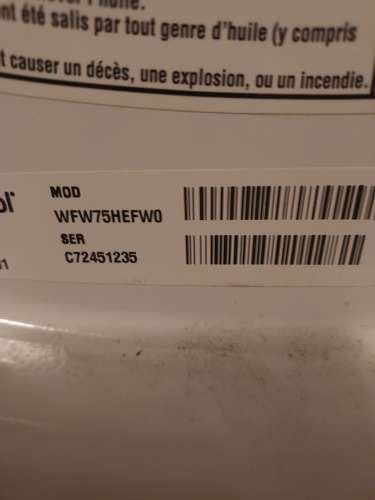 nt été salis par tout genre d'huile (y compris
t causer un décès, une explosion, ou un incendie.
MOD
WFW75HEFW0
SER
C72451235